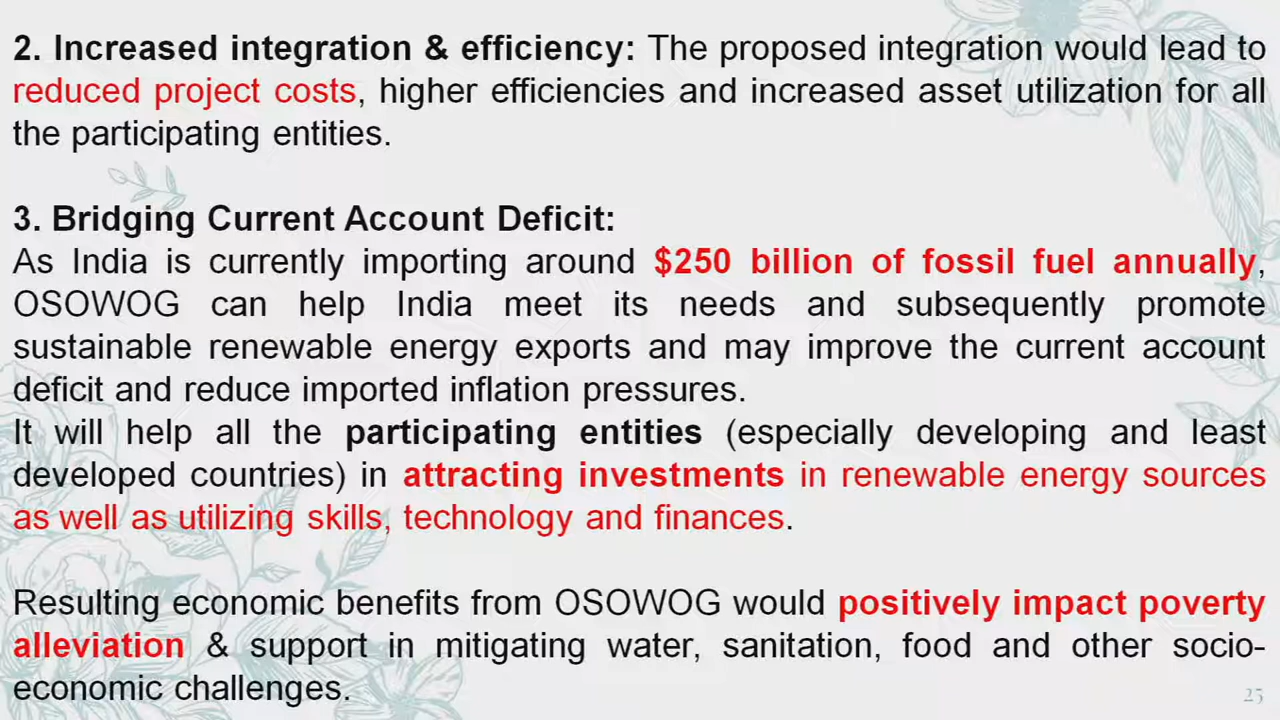 2. Increased integration & efficiency: The proposed integration would lead to
reduced project costs, higher efficiencies and increased asset utilization for all
the participating entities.
3. Bridging Current Account Deficit:
As India is currently importing around $250 billion of fossil fuel annually,
OSOWOG can help India meet its needs and subsequently promote
sustainable renewable energy exports and may improve the current account
deficit and reduce imported inflation pressures.
It will help all the participating entities (especially developing and least
developed countries) in attracting investments in renewable energy sources
as well as utilizing skills, technology and finances.
Resulting economic benefits from OSOWOG would positively impact poverty
alleviation & support in mitigating water, sanitation, food and other socio-
economic challenges.
25